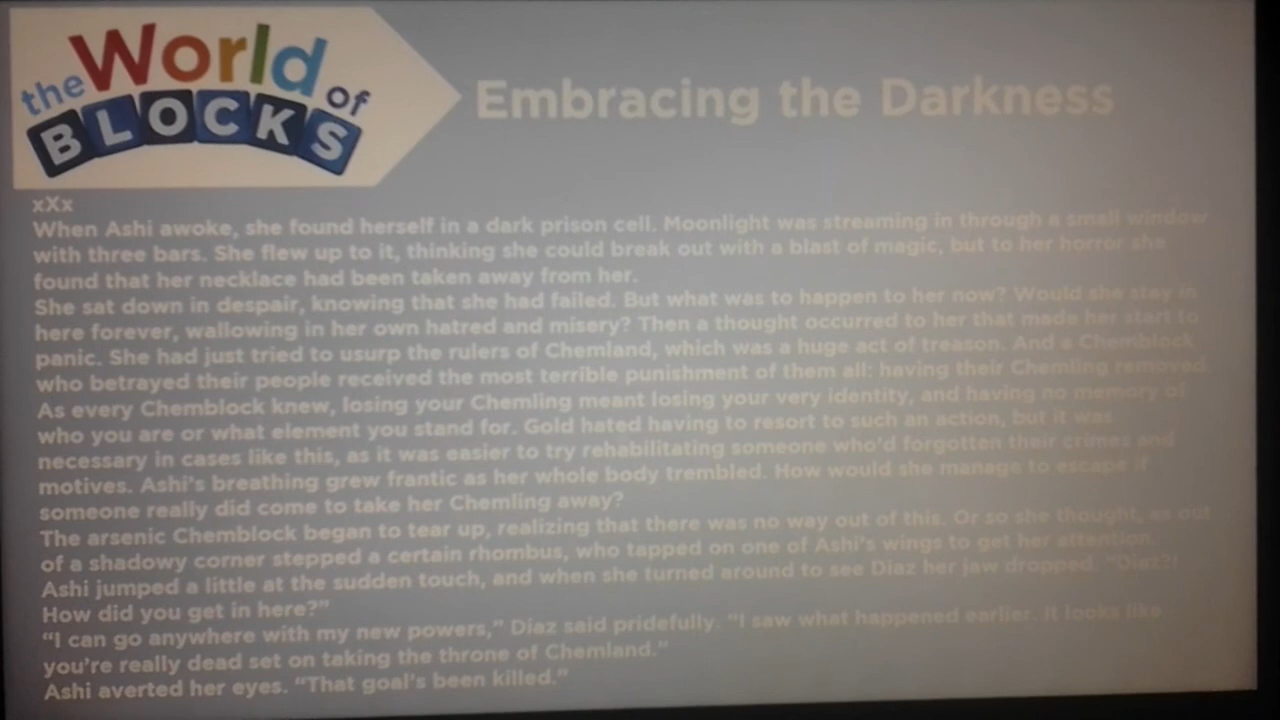 the World of BLOCKS
Embracing the Darkness
xXx
When Ashi awoke, she found herself in a dark prison cell. Moonlight was streaming in through a small window
with three bars. She flew up to it, thinking she could break out with a blast of magic, but to her horror she
found that her necklace had been taken away from her.
She sat down in despair, knowing that she had failed. But what was to happen to her now? Would she stay in
here forever, wallowing in her own hatred and misery? Then a thought occurred to her that made her start to
panic. She had just tried to usurp the rulers of Chemland, which was a huge act of treason. And a Chemblock
who betrayed their people received the most terrible punishment of them all: having their Chemling removed
As every Chemblock knew, losing your Chemling meant losing your very identity, and having no memory of
who you are or what element you stand for. Gold hated having to resort to such an action, but it was
necessary in cases like this, as it was easier to try rehabilitating someone who'd forgotten their crimes and
motives. Ashi's breathing grew frantic as her whole body trembled. How would she manage to escape if
someone really did come to take her Chemling away?
The arsenic Chemblock began to tear up, realizing that there was no way out of this. Or so she thought, as out
of a shadowy corner stepped a certain rhombus, who tapped on one of Ashi's wings to get her attention.
Ashi jumped a little at the sudden touch, and when she turned around to see Diaz her jaw dropped. "Diaz?!
How did you get in here?"
"I can go anywhere with my new powers," Diaz said pridefully. "I saw what happened earlier. It looks like
you're really dead set on taking the throne of Chemland."
Ashi averted her eyes. "That goal's been killed."